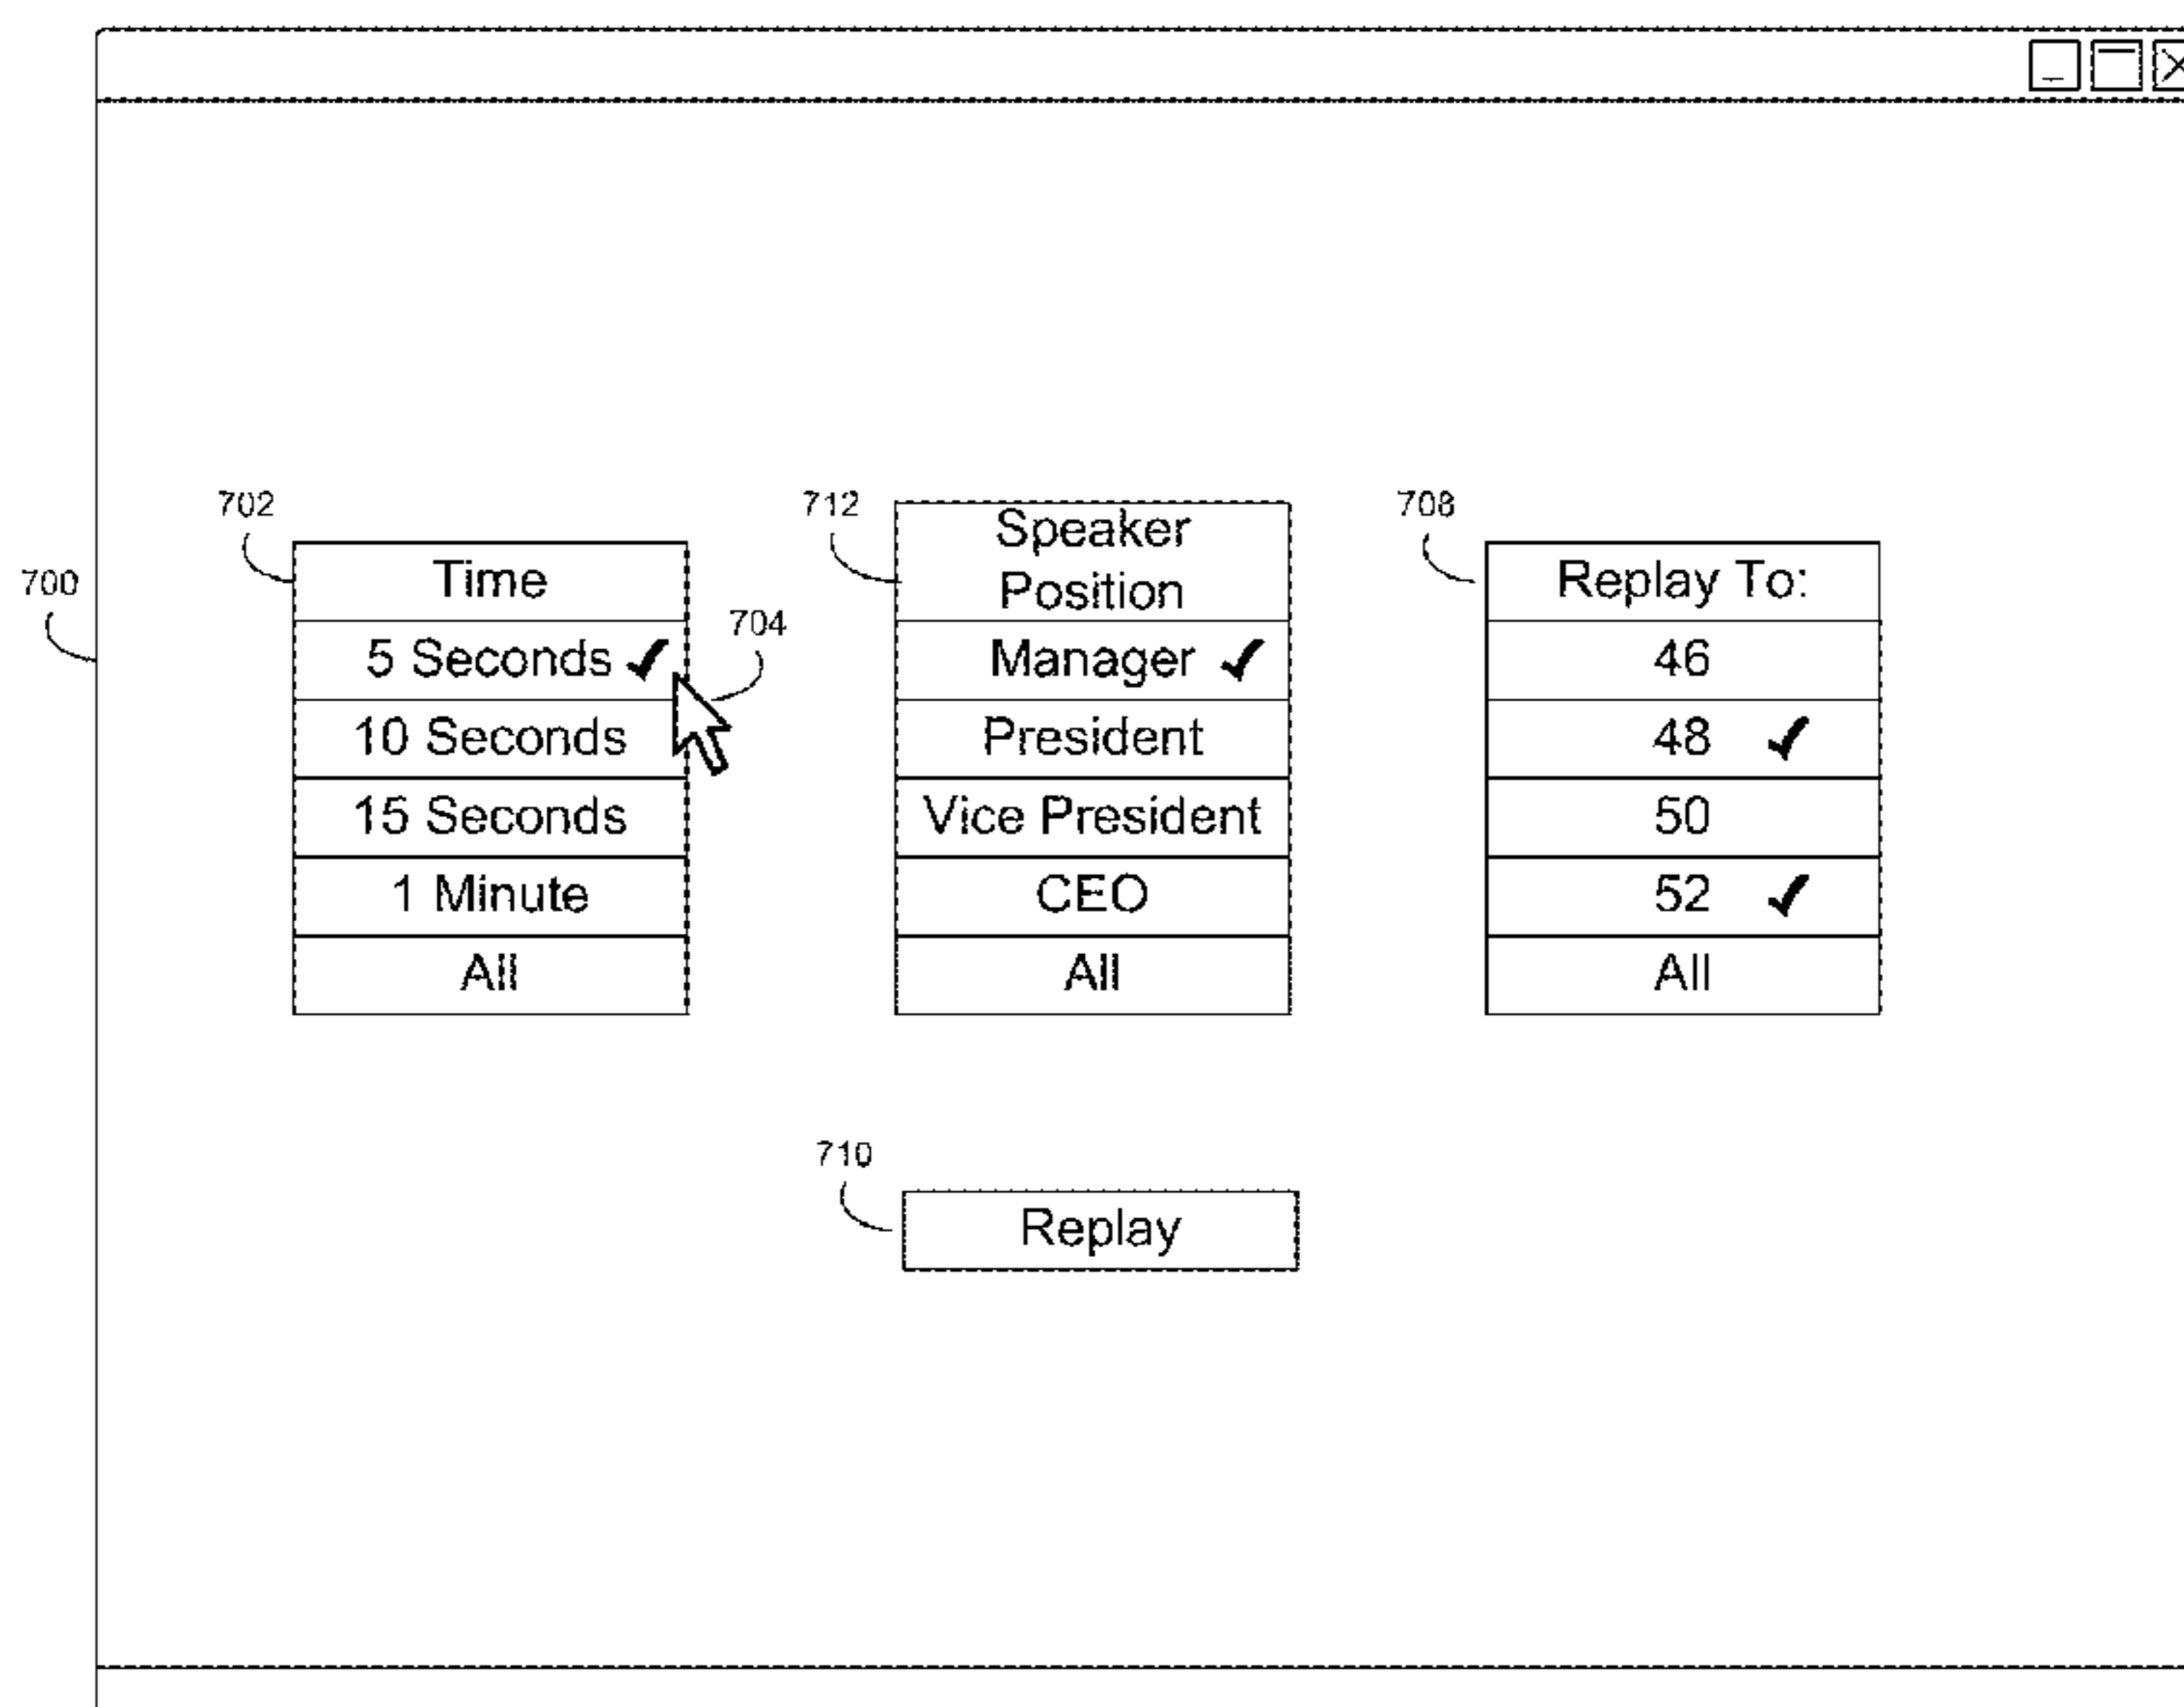 700
702
Time
5 Seconds ✓
10 Seconds
15 Seconds
1 Minute
All
704
712
Speaker
Position
Manager ✓
President
Vice President
CEO
All
708
Replay To:
46
48 ✓
50
52 ✓
All
710
Replay